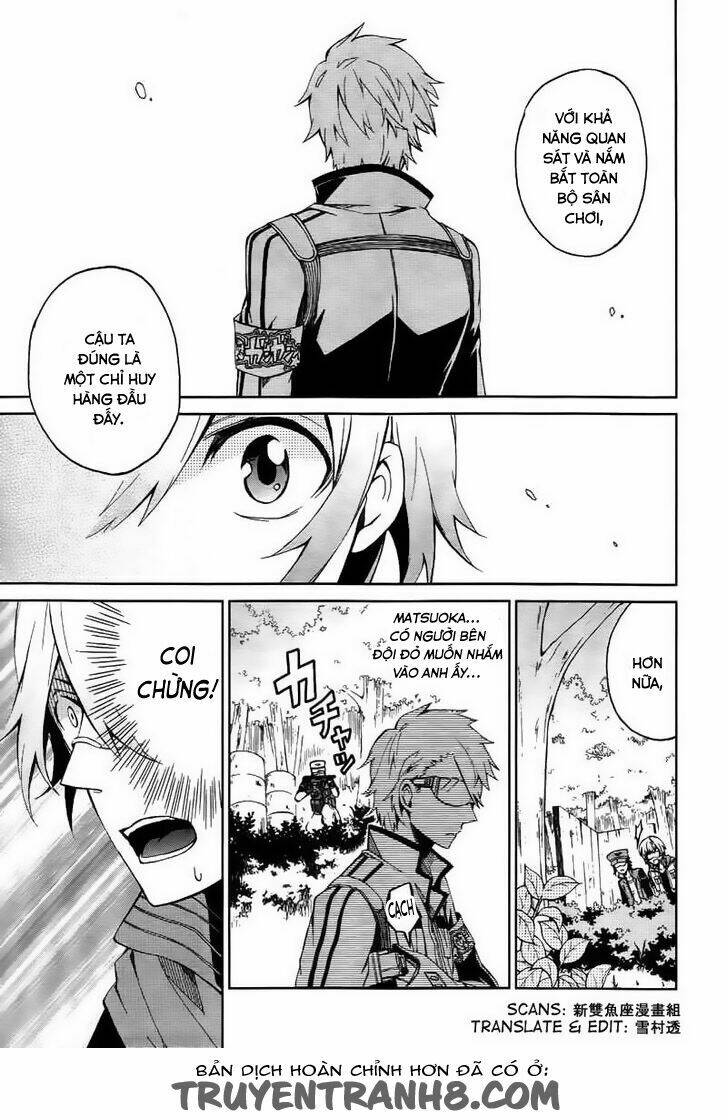 VỚI KHẢ
NĂNG QUAN
SÁT VÀ NẮM
BẮT TOÀN
BỘ SÂN
CHƠI,
CẬU TA
ĐÚNG LÀ
MỘT CHỈ HUY
HÀNG ĐẦU
ĐẤY.
HƠN
NỮA,
MATSUOKA...
CÓ NGƯỜI BÊN
ĐỘI ĐỎ MUỐN NHẮM
VÀO ANH ẤY...
ガチャッ
CẠCH
COI
CHỪNG!
SCANS: 新雙魚座漫畫組
TRANSLATE & EDIT: 雪村透
BẢN DỊCH HOÀN CHỈNH HƠN ĐÃ CÓ Ở:
TRUYENTRANH8.COM